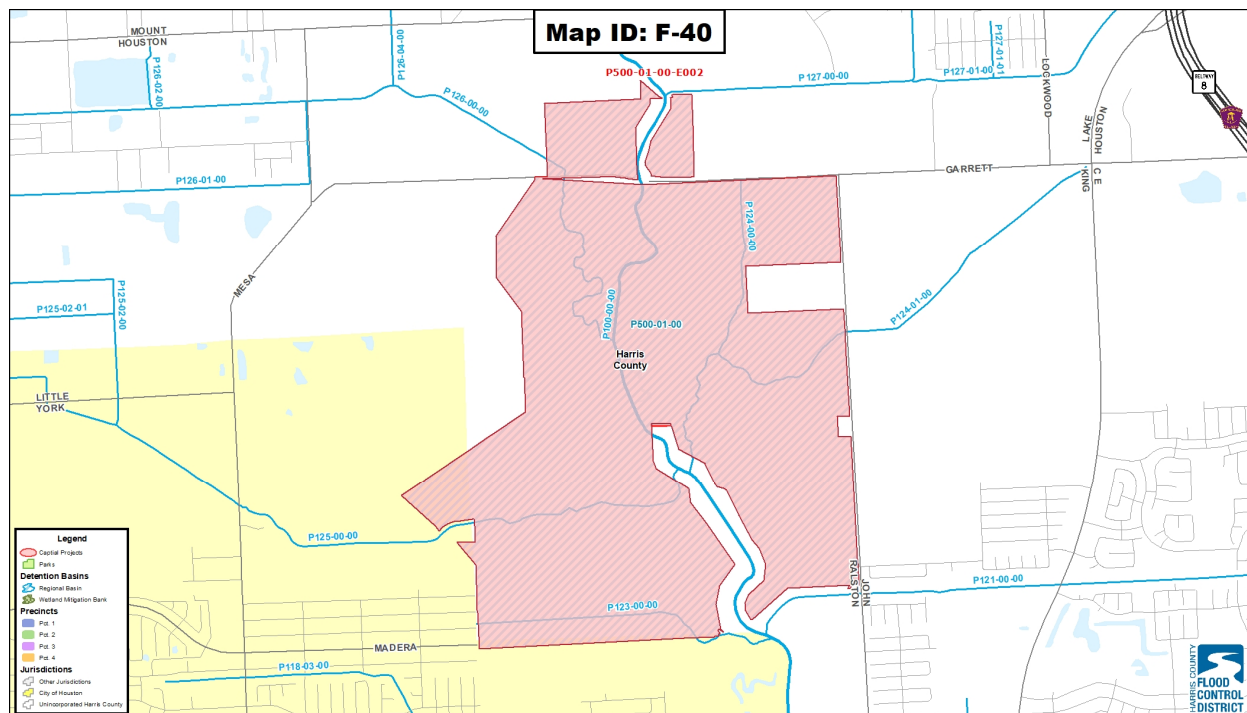 Map ID: F-40
MOUNT
HOUSTON
P126-02-00
P126-04-00
P500-01-00-E002
P126-00-00
P127-00-00
P127-01-00
P127-01-01
LOCKWOOD
BELTWAY
8
LAKE
HOUSTON
P126-01-00
GARRETT
C E
KING
P124-00-00
MESA
P125-02-00
P125-02-01
P100-00-00
P500-01-00
P124-01-00
Harris
County
LITTLE
YORK
P125-00-00
P123-00-00
JOHN
RALSTON
P121-00-00
MADERA
P118-03-00
Legend
Captial Projects
Parks
Detention Basins
Regional Basin
Wetland Mitigation Bank
Precincts
Pct. 1
Pct. 2
Pct. 3
Pct. 4
Jurisdictions
Other Jurisdictions
City of Houston
Unincorporated Harris County
HARRIS COUNTY
FLOOD
CONTROL
DISTRICT